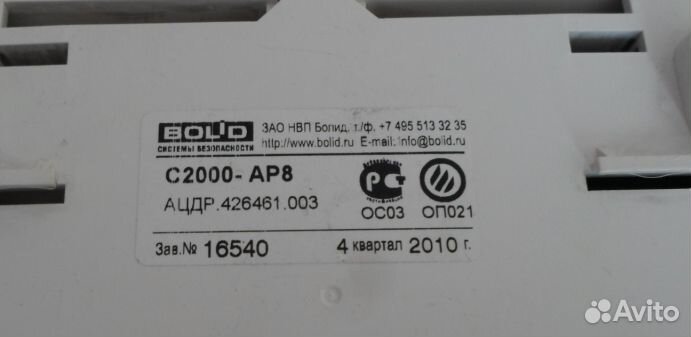 BOLID ЗАО НВП Болид, т./ф. +7 495 513 32 35
СИСТЕМЫ БЕЗОПАСНОСТИ http://www.bolid.ru E-mail: info@bolid.ru
С2000-АР8
АЦДР.426461.003
РСТ
ОС03 ОП021
Зав.№ 16540 4 квартал 2010 г.
Avito